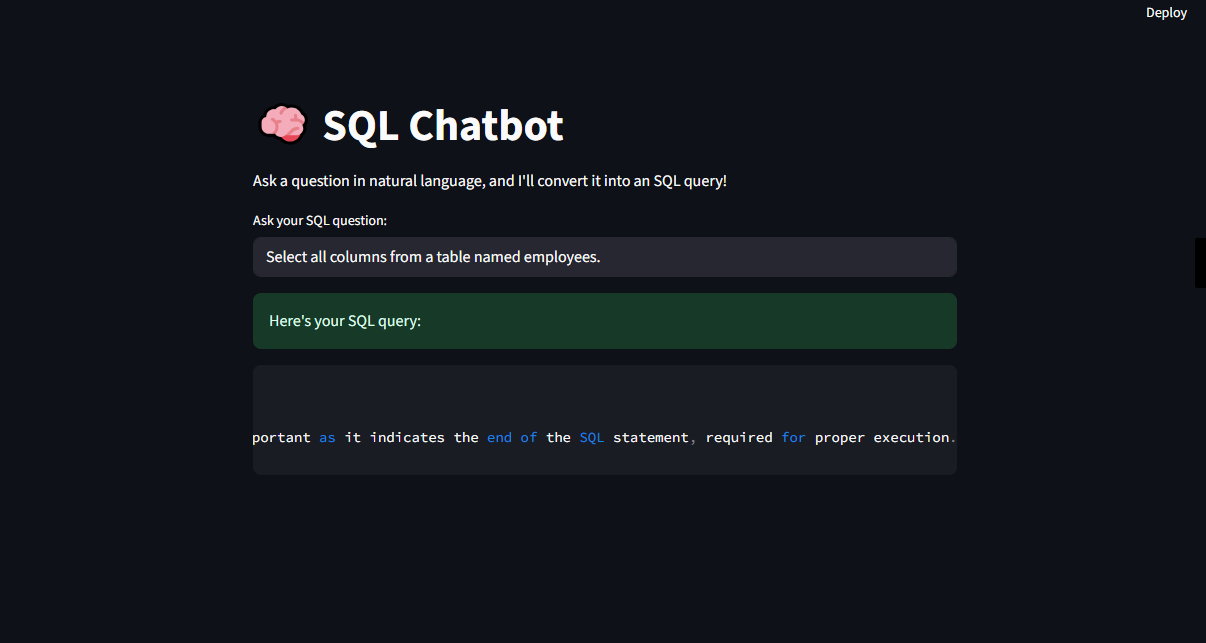 Deploy
SQL Chatbot
Ask a question in natural language, and I'll convert it into an SQL query!
Ask your SQL question:
Select all columns from a table named employees.
Here's your SQL query:
portant as it indicates the end of the SQL statement, required for proper execution.